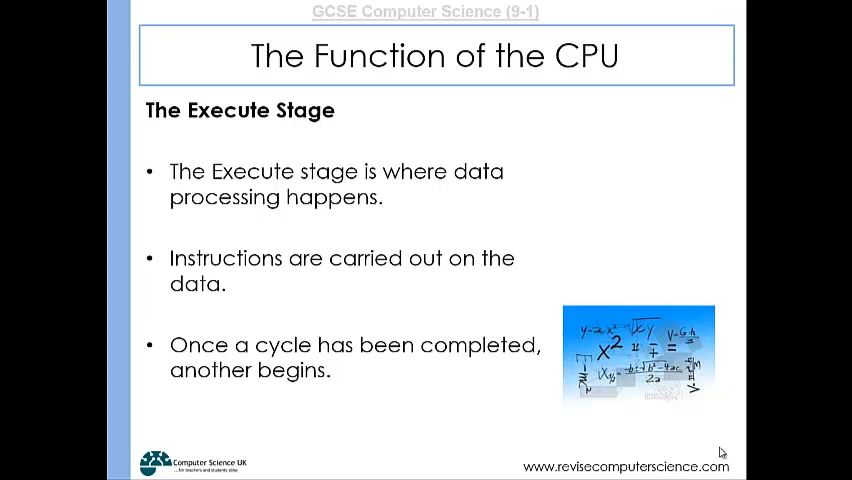 GCSE Computer Science (9-1)
The Function of the CPU
The Execute Stage
• The Execute stage is where data
processing happens.
• Instructions are carried out on the
data.
• Once a cycle has been completed,
another begins.
Computer Science UK
...for teachers and students alike
www.revisecomputerscience.com